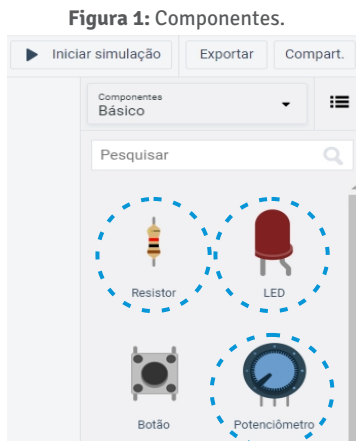 Figura 1: Componentes.
Iniciar simulação
Exportar
Compart.
Componentes
Básico
Pesquisar
Resistor
LED
Botão
Potenciômetro